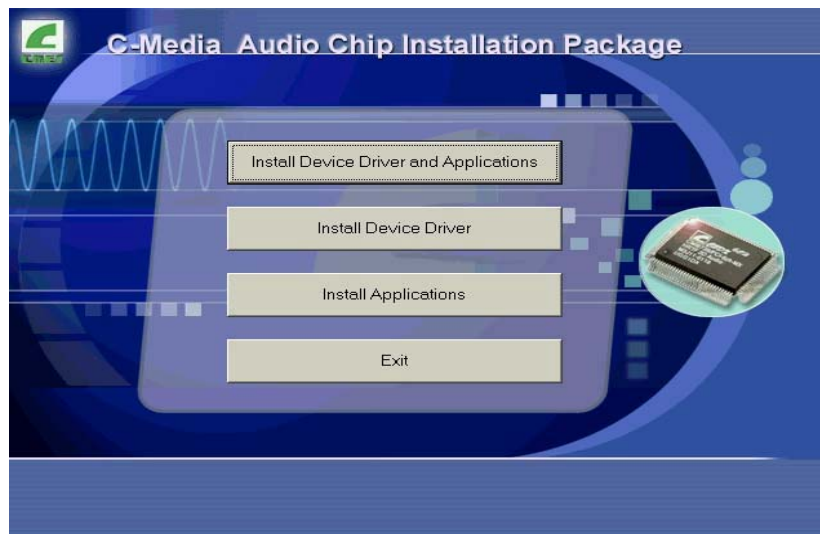 C-Media Audio Chip Installation Package
Install Device Driver and Applications
Install Device Driver
Install Applications
Exit